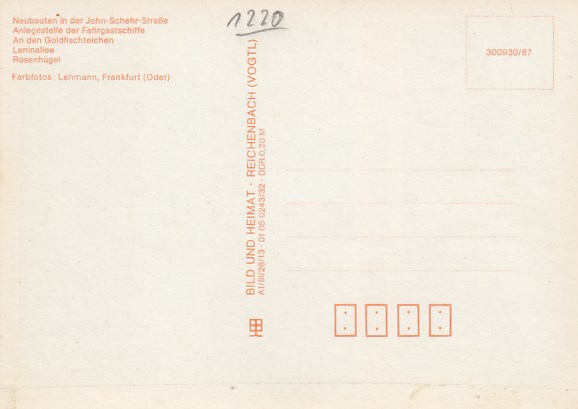 Neubauten in der John-Schehr-Straße
Anlegestelle der Fahrgastschiffe
An den Goldfischteichen
Leninallee
Rosenhügel
Farbfotos: Lehmann, Frankfurt (Oder)
1220
BILD UND HEIMAT · REICHENBACH (VOGTL)
A1/III/26/13 · 01 05 0243/32 · DDR 0,20 M
300930/87